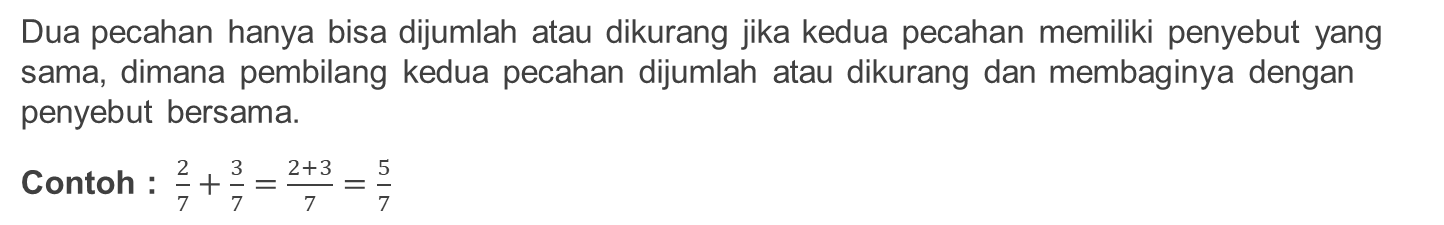 Dua pecahan hanya bisa dijumlah atau dikurang jika kedua pecahan memiliki penyebut yang
sama, dimana pembilang kedua pecahan dijumlah atau dikurang dan membaginya dengan
penyebut bersama.
Contoh : 2/7 + 3/7 = 2+3/7 = 5/7